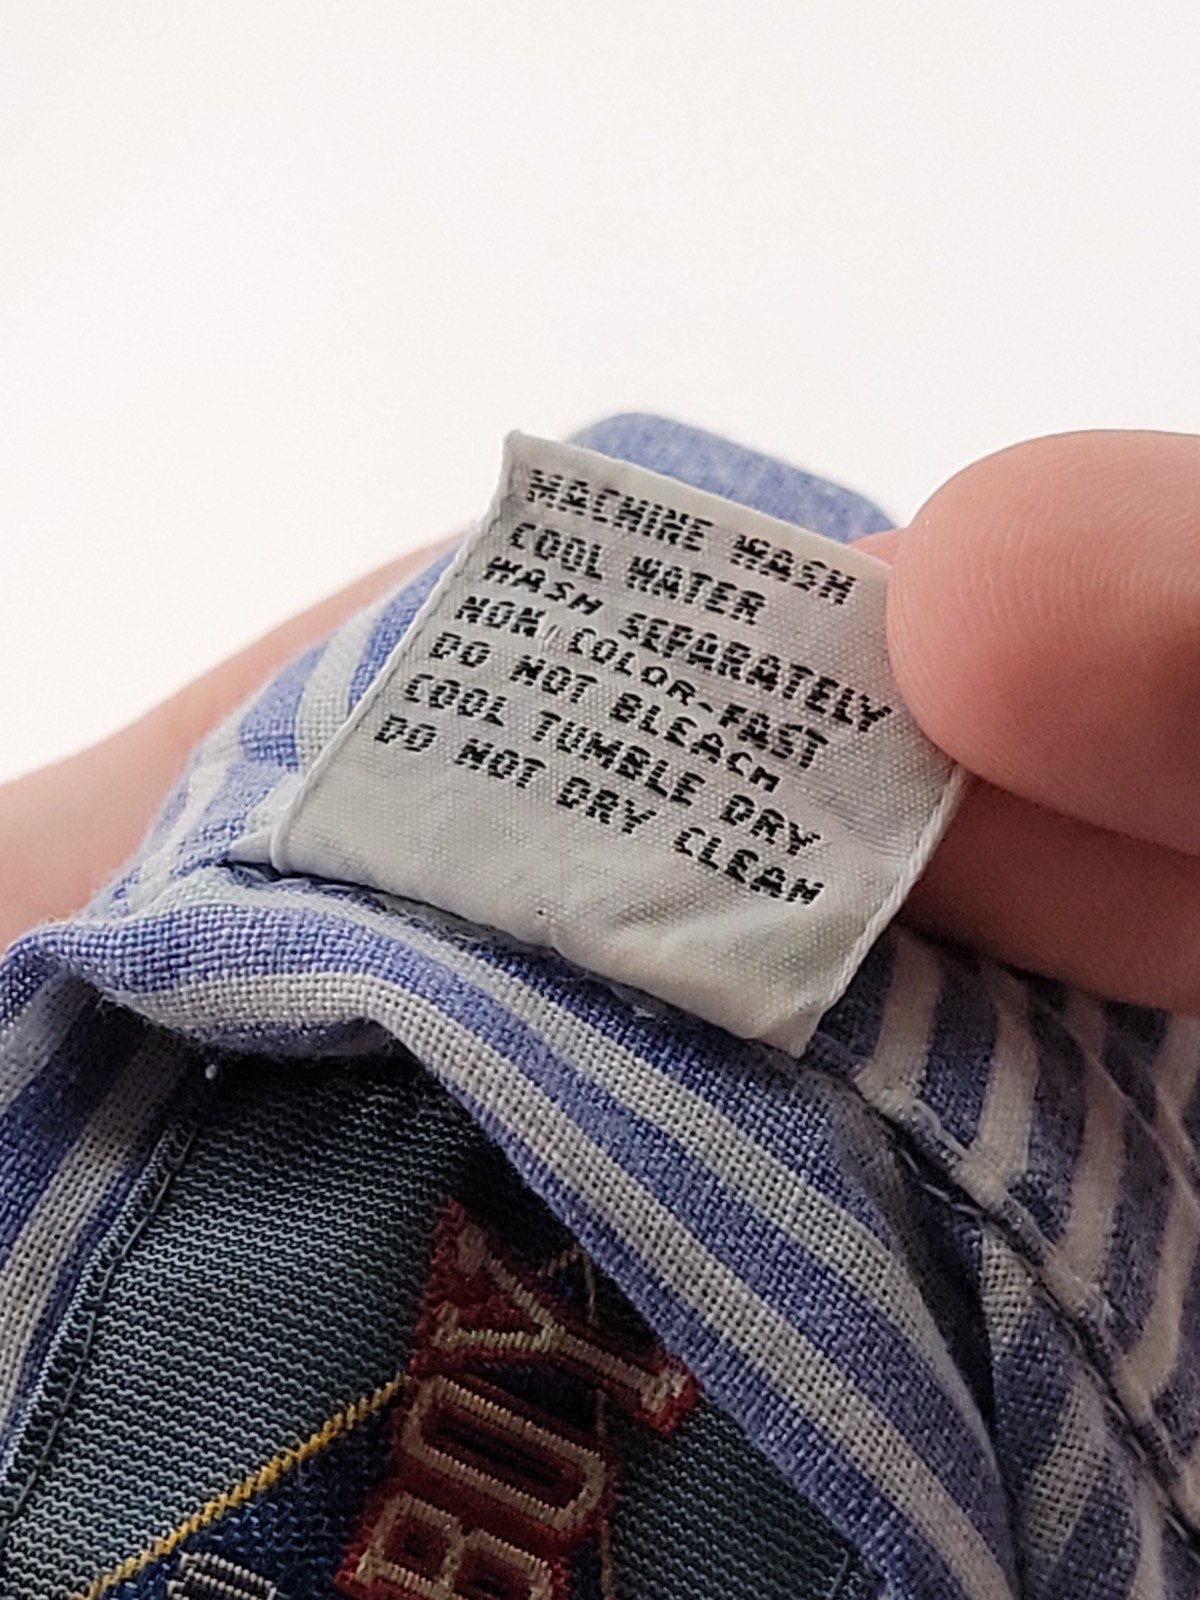 MACHINE WASH
COOL WATER
WASH SEPARATELY
NON COLOR-FAST
DO NOT BLEACH
COOL TUMBLE DRY
DO NOT DRY CLEAN
BOY